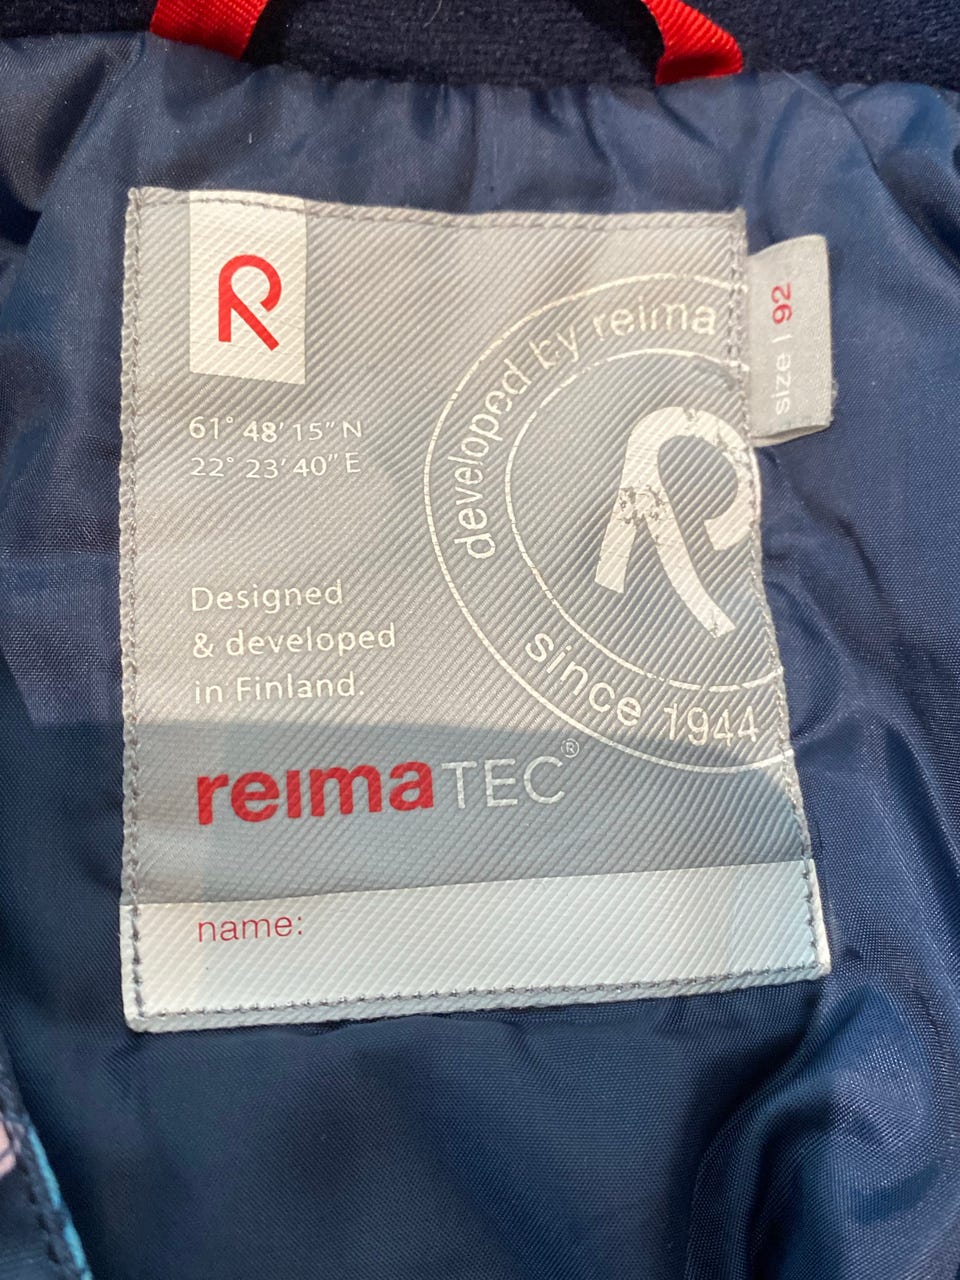 R
61° 48' 15" N
22° 23' 40" E
developed by reima
since 1944
R
size | 92
Designed
& developed
in Finland.
reimaTEC®
name: